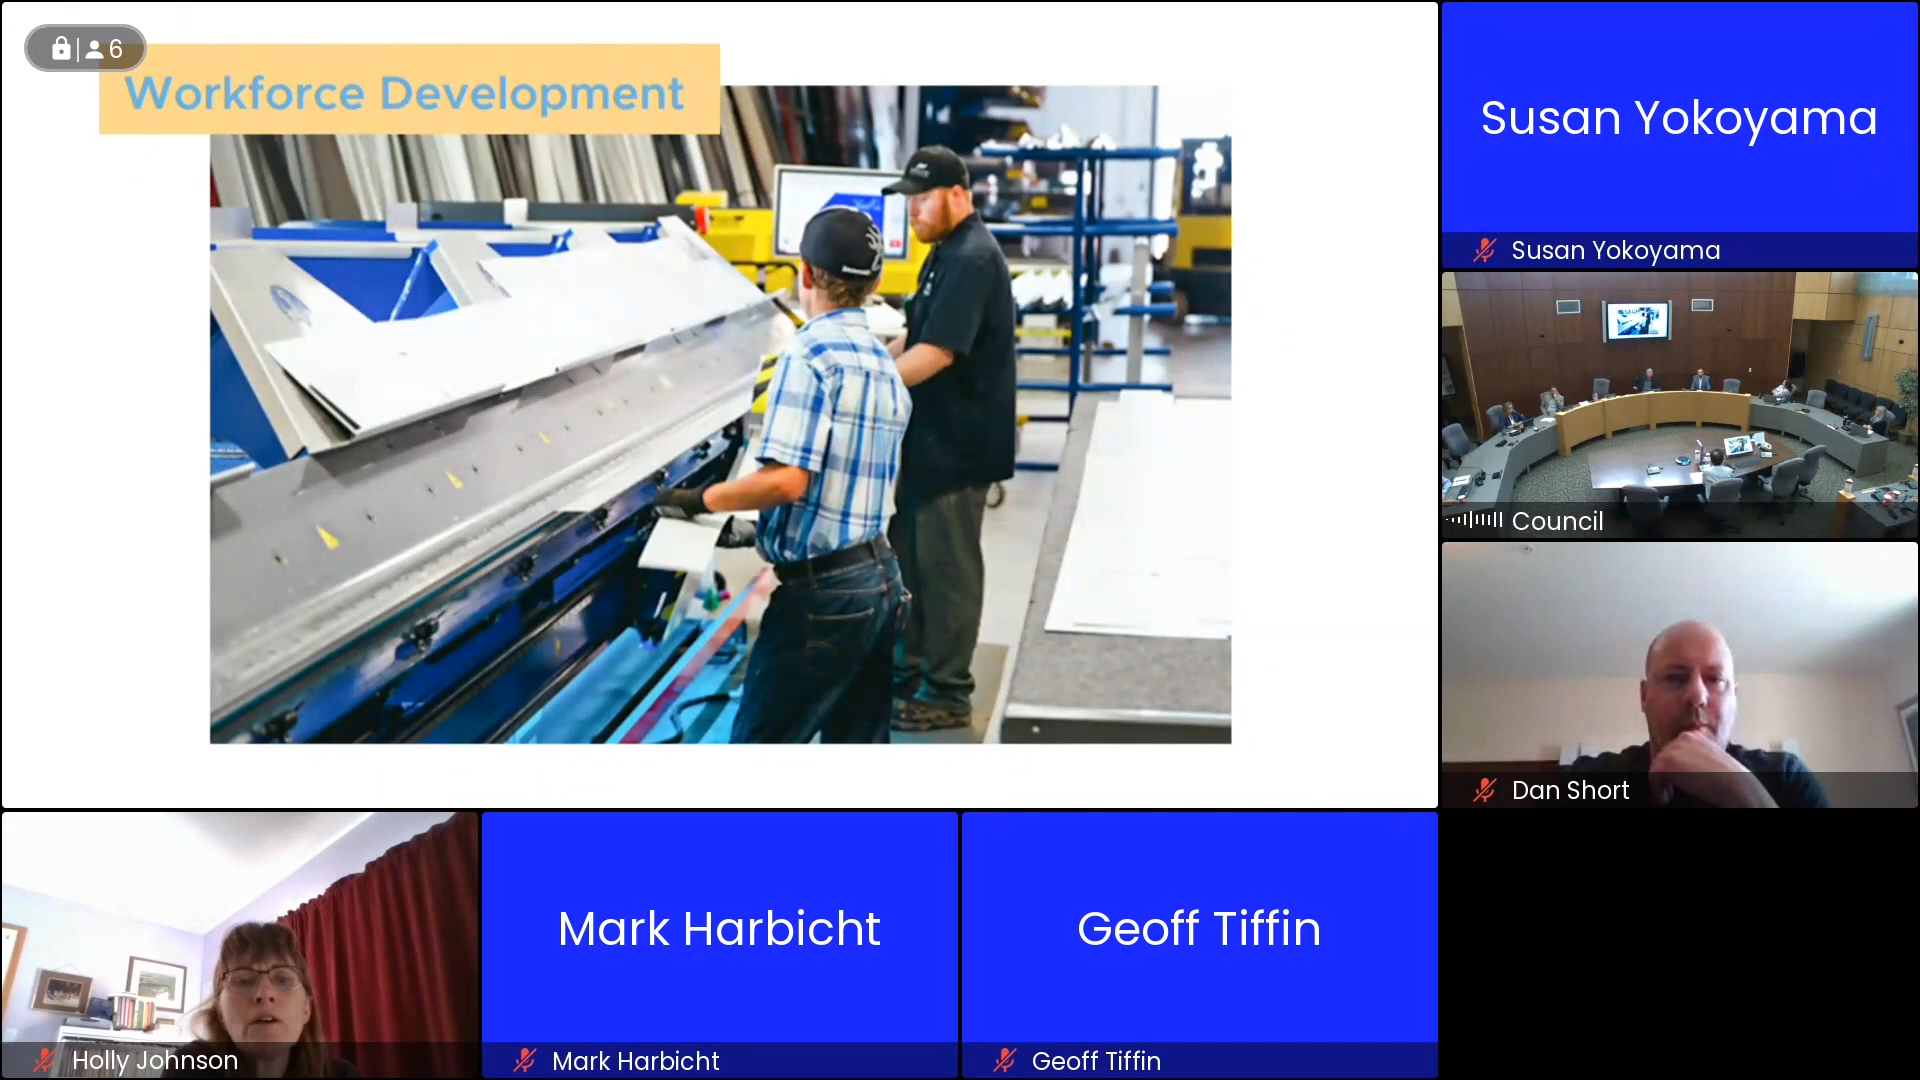 6
Workforce Development
Susan Yokoyama
Susan Yokoyama
Council
Dan Short
Holly Johnson
Mark Harbicht
Mark Harbicht
Geoff Tiffin
Geoff Tiffin